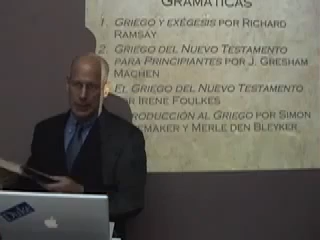 GRAMÁTICAS
1. GRIEGO Y EXÉGESIS POR RICHARD
RAMSAY
2. GRIEGO DEL NUEVO TESTAMENTO
PARA PRINCIPIANTES POR J. GRESHAM
MACHEN
EL GRIEGO DEL NUEVO TESTAMENTO
POR IRENE FOULKES
AL GRIEGO POR SIMON
Y MERLE DEN BLEYKER